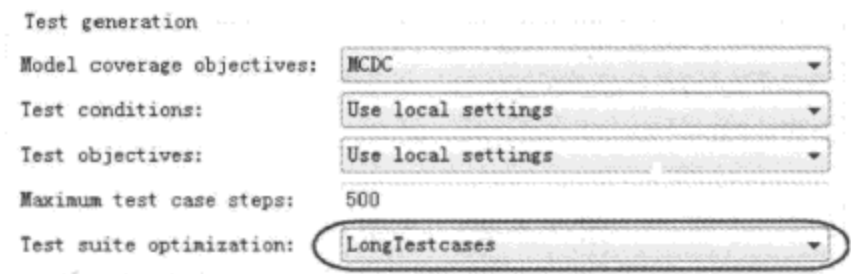 Test generation
Model coverage objectives: MCDC
Test conditions: Use local settings
Test objectives: Use local settings
Maximum test case steps: 500
Test suite optimization: LongTestcases